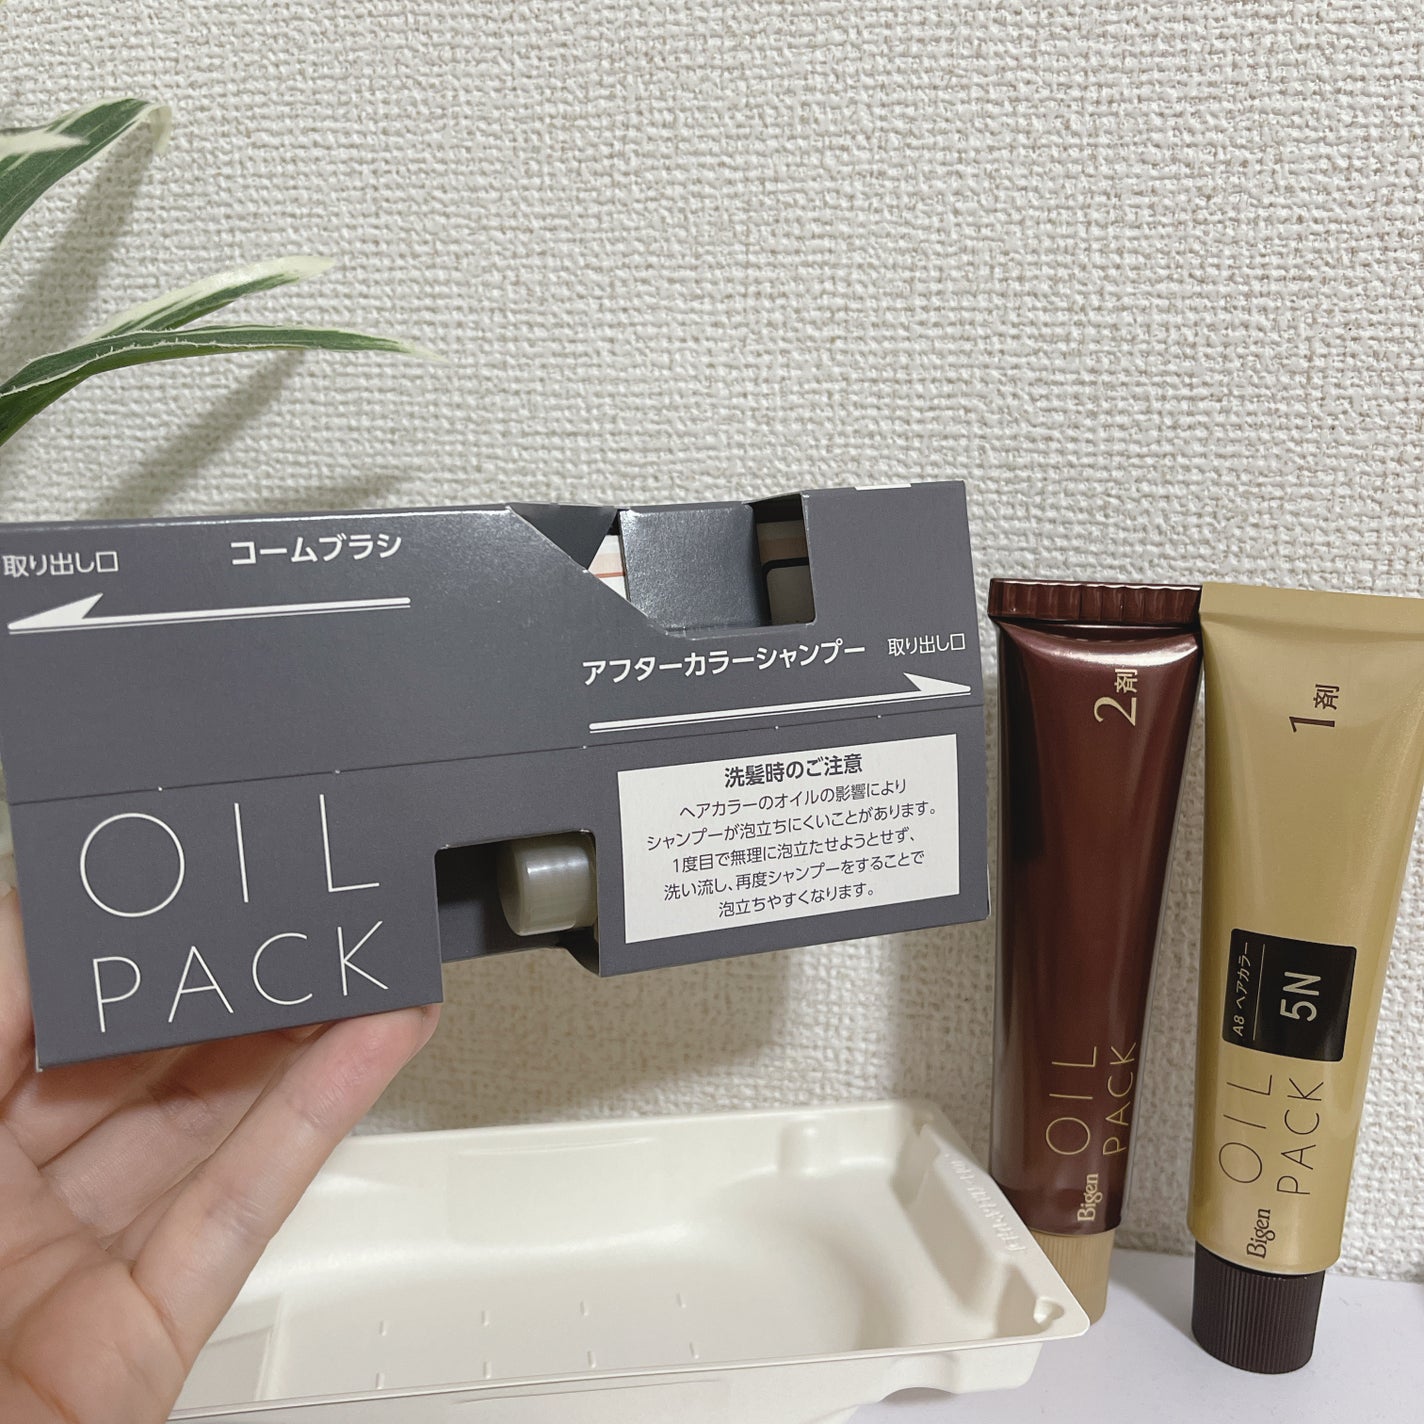 取り出し口
コームブラシ
アフターカラーシャンプー
取り出し口
OIL
PACK
洗髪時のご注意
ヘアカラーのオイルの影響により
シャンプーが泡立ちにくいことがあります。
1度目で無理に泡立たせようとせず、
洗い流し、再度シャンプーをすることで
泡立ちやすくなります。
2剤
Bigen
OIL
PACK
1剤
A8 ヘアカラー
5N
Bigen
OIL
PACK